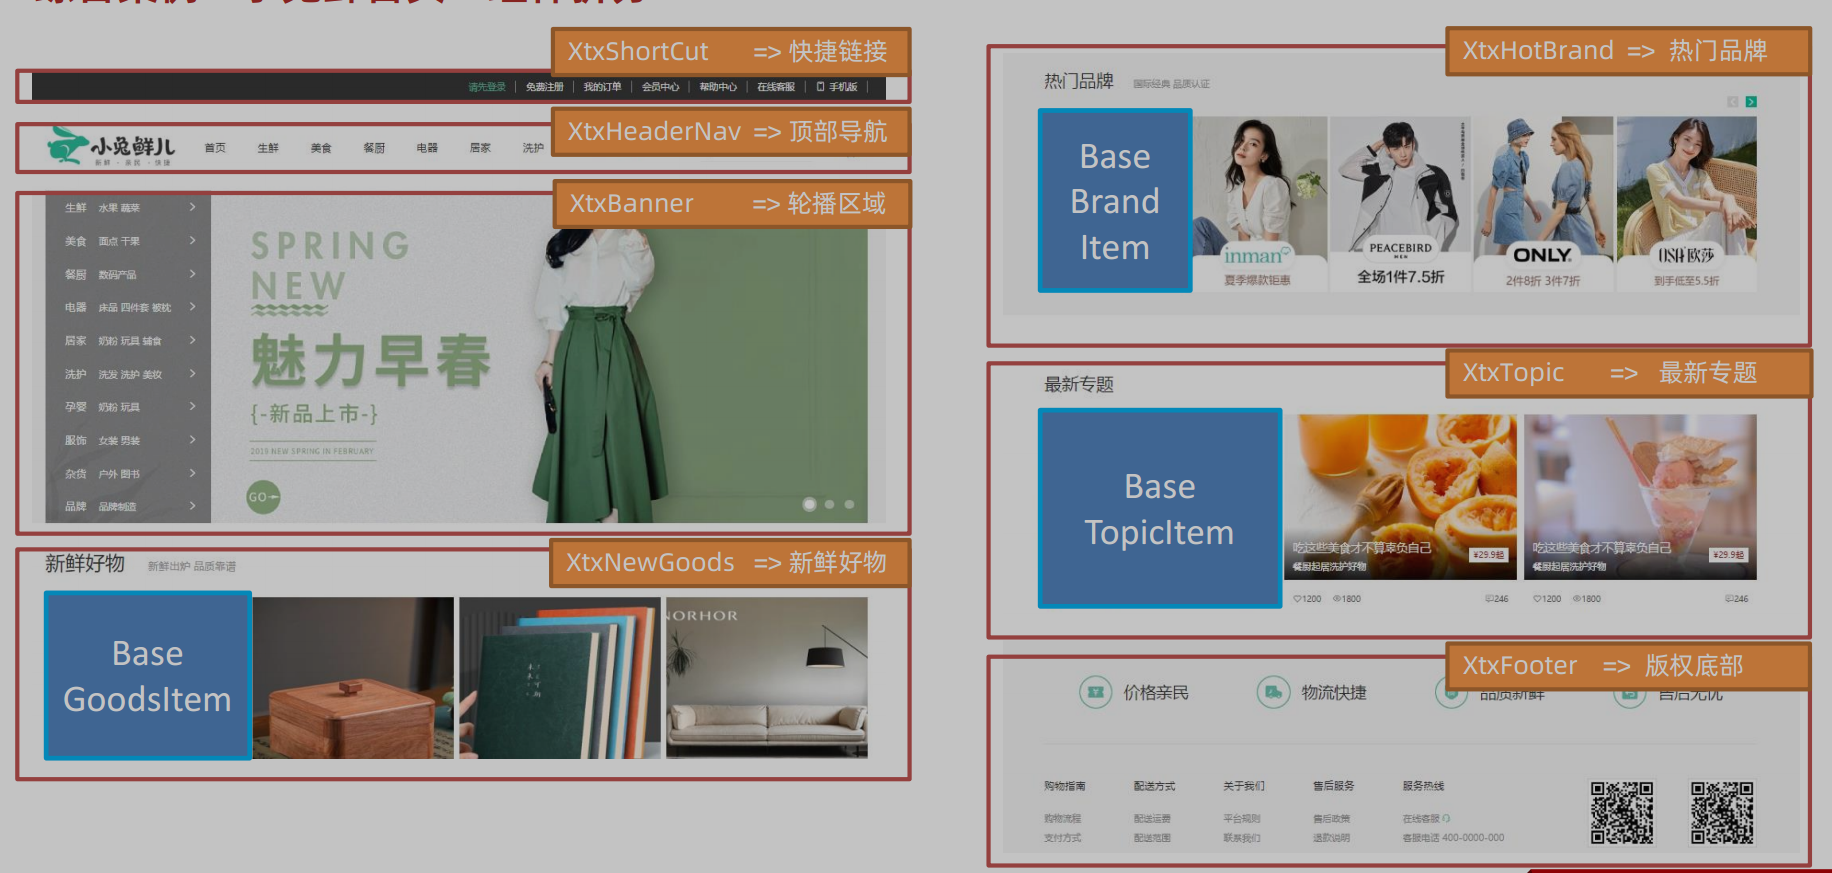 XtxShortCut => 快捷链接
请先登录 免费注册 我的订单 会员中心 帮助中心 在线客服 手机版
XtxHeaderNav => 顶部导航
小兔鲜儿
新鲜 · 亲民 · 快捷
首页 生鲜 美食 餐厨 电器 居家 洗护
XtxBanner => 轮播区域
生鲜 水果 蔬菜
美食 面点 干果
餐厨 数码产品
电器 床品 四件套 被枕
居家 奶粉 玩具 辅食
洗护 洗发 洗护 美妆
孕婴 奶粉 玩具
服饰 女装 男装
杂货 户外 图书
品牌 品牌制造
SPRING
NEW
魅力早春
{-新品上市-}
2019 NEW SPRING IN FEBRUARY
GO
XtxNewGoods => 新鲜好物
新鲜好物 新鲜出炉 品质靠谱
Base
GoodsItem
NORHOR
XtxHotBrand => 热门品牌
热门品牌 国际经典 品质认证
Base
Brand
Item
inman
夏季爆款钜惠
PEACEBIRD
MEN
全场1件7.5折
ONLY
2件8折 3件7折
OSA欧莎
到手低至5.5折
XtxTopic => 最新专题
最新专题
Base
TopicItem
吃这些美食才不算辜负自己
餐厨起居洗护好物
¥29.9起
1200 1800 246
吃这些美食才不算辜负自己
餐厨起居洗护好物
¥29.9起
1200 1800 246
XtxFooter => 版权底部
价格亲民 物流快捷 品质新鲜 售后无忧
购物指南 配送方式 关于我们 售后服务 服务热线
购物流程 配送运费 平台规则 售后政策 在线客服
支付方式 配送范围 联系我们 退款说明 客服电话 400-0000-000